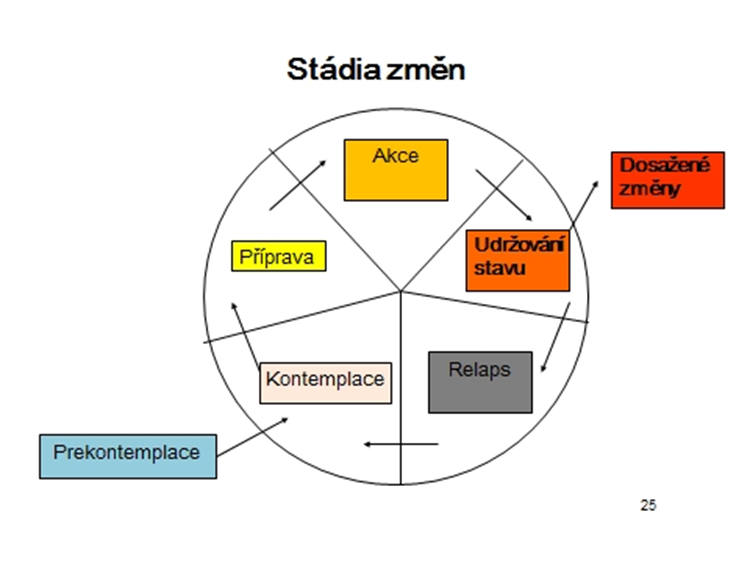 Stádia změn
Akce
Dosažené
změny
Udržování
stavu
Příprava
Relaps
Kontemplace
Prekontemplace
25